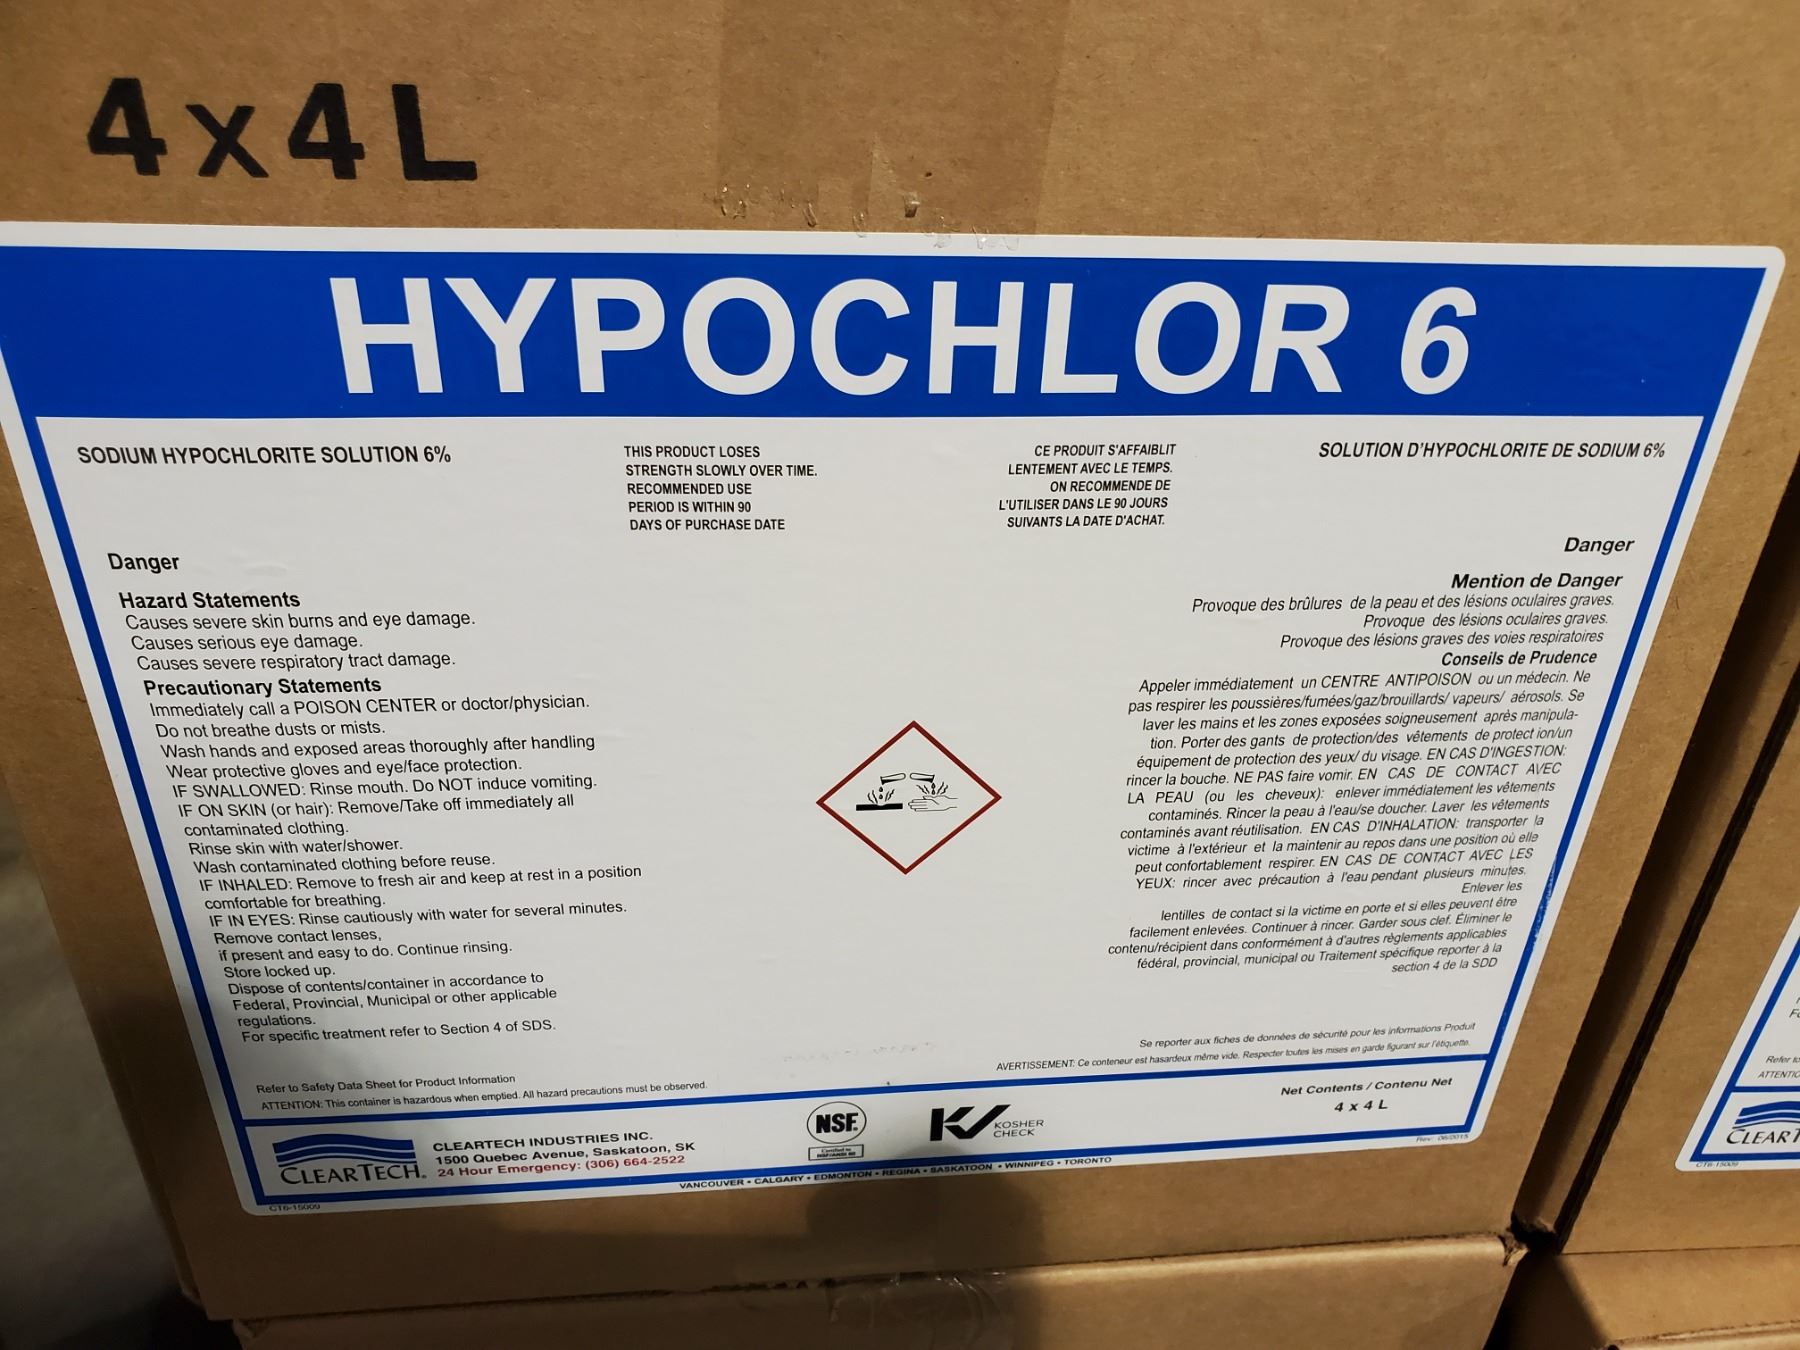 4x4L
HYPOCHLOR 6
SODIUM HYPOCHLORITE SOLUTION 6%
THIS PRODUCT LOSES
STRENGTH SLOWLY OVER TIME.
RECOMMENDED USE
PERIOD IS WITHIN 90
DAYS OF PURCHASE DATE
CE PRODUIT S'AFFAIBLIT
LENTEMENT AVEC LE TEMPS.
ON RECOMMENDE DE
L'UTILISER DANS LE 90 JOURS
SUIVANTS LA DATE D'ACHAT.
SOLUTION D'HYPOCHLORITE DE SODIUM 6%
Danger
Hazard Statements
Causes severe skin burns and eye damage.
Causes serious eye damage.
Causes severe respiratory tract damage.
Precautionary Statements
Immediately call a POISON CENTER or doctor/physician.
Do not breathe dusts or mists.
Wash hands and exposed areas thoroughly after handling
Wear protective gloves and eye/face protection.
IF SWALLOWED: Rinse mouth. Do NOT induce vomiting.
IF ON SKIN (or hair): Remove/Take off immediately all
contaminated clothing.
Rinse skin with water/shower.
Wash contaminated clothing before reuse.
IF INHALED: Remove to fresh air and keep at rest in a position
comfortable for breathing.
IF IN EYES: Rinse cautiously with water for several minutes.
Remove contact lenses,
if present and easy to do. Continue rinsing.
Store locked up.
Dispose of contents/container in accordance to
Federal, Provincial, Municipal or other applicable
regulations.
For specific treatment refer to Section 4 of SDS.
Refer to Safety Data Sheet for Product Information
ATTENTION: This container is hazardous when emptied. All hazard precautions must be observed.
Danger
Mention de Danger
Provoque des brûlures de la peau et des lésions oculaires graves.
Provoque des lésions oculaires graves.
Provoque des lésions graves des voies respiratoires
Conseils de Prudence
Appeler immédiatement un CENTRE ANTIPOISON ou un médecin. Ne
pas respirer les poussières/fumées/gaz/brouillards/ vapeurs/ aérosols. Se
laver les mains et les zones exposées soigneusement après manipula-
tion. Porter des gants de protection/des vêtements de protect ion/un
équipement de protection des yeux/ du visage. EN CAS D'INGESTION:
rincer la bouche. NE PAS faire vomir. EN CAS DE CONTACT AVEC
LA PEAU (ou les cheveux): enlever immédiatement les vêtements
contaminés. Rincer la peau à l'eau/se doucher. Laver les vêtements
contaminés avant réutilisation. EN CAS D'INHALATION: transporter la
victime à l'extérieur et la maintenir au repos dans une position où elle
peut confortablement respirer. EN CAS DE CONTACT AVEC LES
YEUX: rincer avec précaution à l'eau pendant plusieurs minutes.
Enlever les
lentilles de contact si la victime en porte et si elles peuvent être
facilement enlevées. Continuer à rincer. Garder sous clef. Éliminer le
contenu/récipient dans conformément à d'autres règlements applicables
fédéral, provincial, municipal ou Traitement spécifique reporter à la
section 4 de la SDD
Se reporter aux fiches de données de sécurité pour les informations Produit
AVERTISSEMENT: Ce conteneur est hasardeux même vide. Respecter toutes les mises en garde figurant sur l'étiquette.
CLEARTECH.
CLEARTECH INDUSTRIES INC.
1500 Quebec Avenue, Saskatoon, SK
24 Hour Emergency: (306) 664-2522
NSF.
Certified to
NSF/ANSI 60
KV KOSHER
CHECK
Net Contents / Contenu Net
4 x 4 L
Rev: 06/2015
VANCOUVER • CALGARY • EDMONTON • REGINA • SASKATOON • WINNIPEG • TORONTO
CT6-15009
Refer to
ATTENTIO
CLEART
CT6-15009